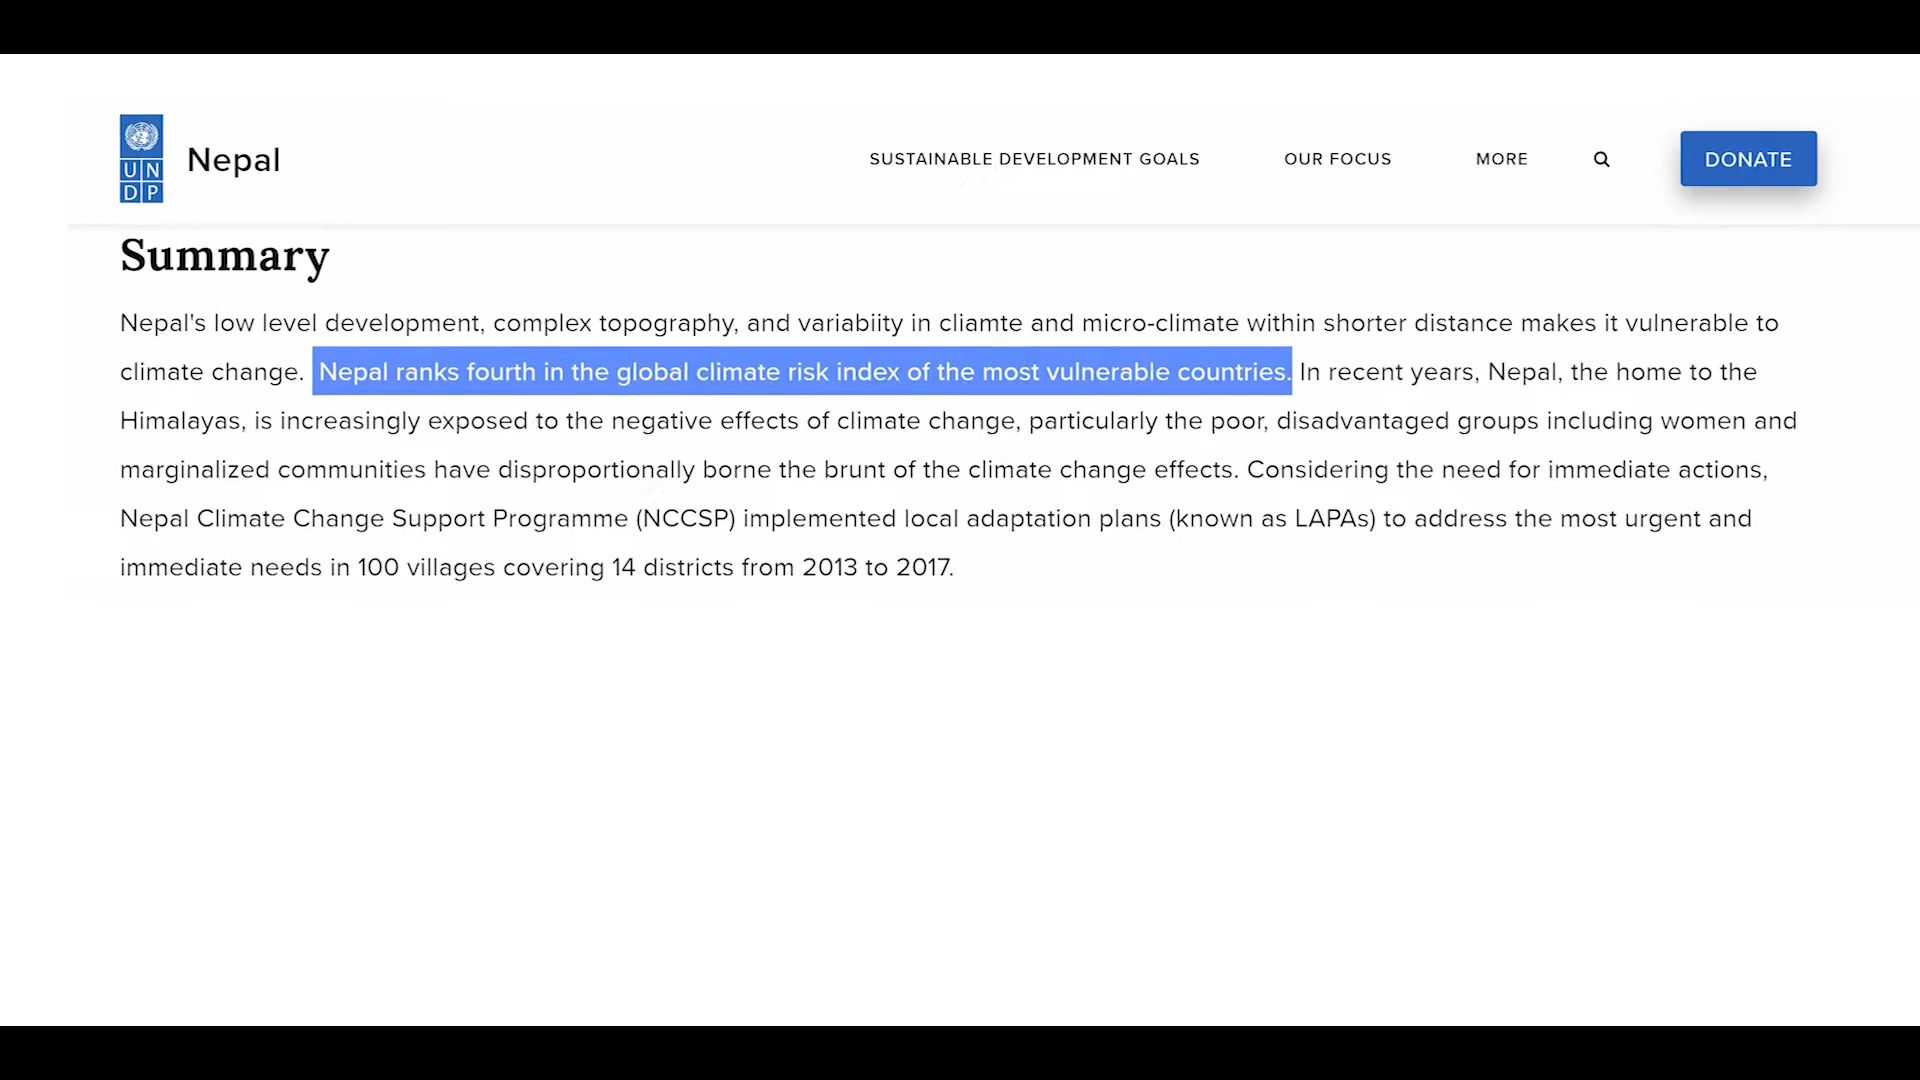 UN
DP
Nepal
SUSTAINABLE DEVELOPMENT GOALS
OUR FOCUS
MORE
DONATE
Summary
Nepal's low level development, complex topography, and variabiity in cliamte and micro-climate within shorter distance makes it vulnerable to
climate change. Nepal ranks fourth in the global climate risk index of the most vulnerable countries. In recent years, Nepal, the home to the
Himalayas, is increasingly exposed to the negative effects of climate change, particularly the poor, disadvantaged groups including women and
marginalized communities have disproportionally borne the brunt of the climate change effects. Considering the need for immediate actions,
Nepal Climate Change Support Programme (NCCSP) implemented local adaptation plans (known as LAPAs) to address the most urgent and
immediate needs in 100 villages covering 14 districts from 2013 to 2017.